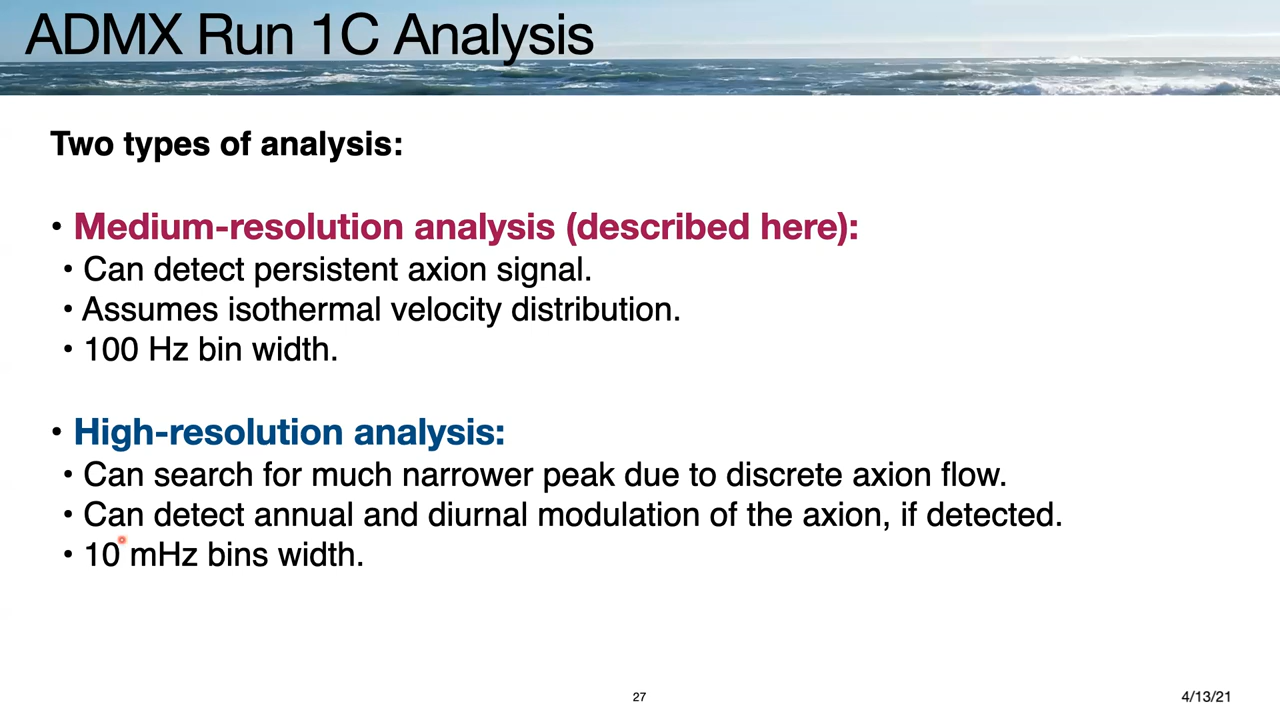 ADMX Run 1C Analysis
Two types of analysis:
• Medium-resolution analysis (described here):
• Can detect persistent axion signal.
• Assumes isothermal velocity distribution.
• 100 Hz bin width.
• High-resolution analysis:
• Can search for much narrower peak due to discrete axion flow.
• Can detect annual and diurnal modulation of the axion, if detected.
• 10 mHz bins width.
27
4/13/21